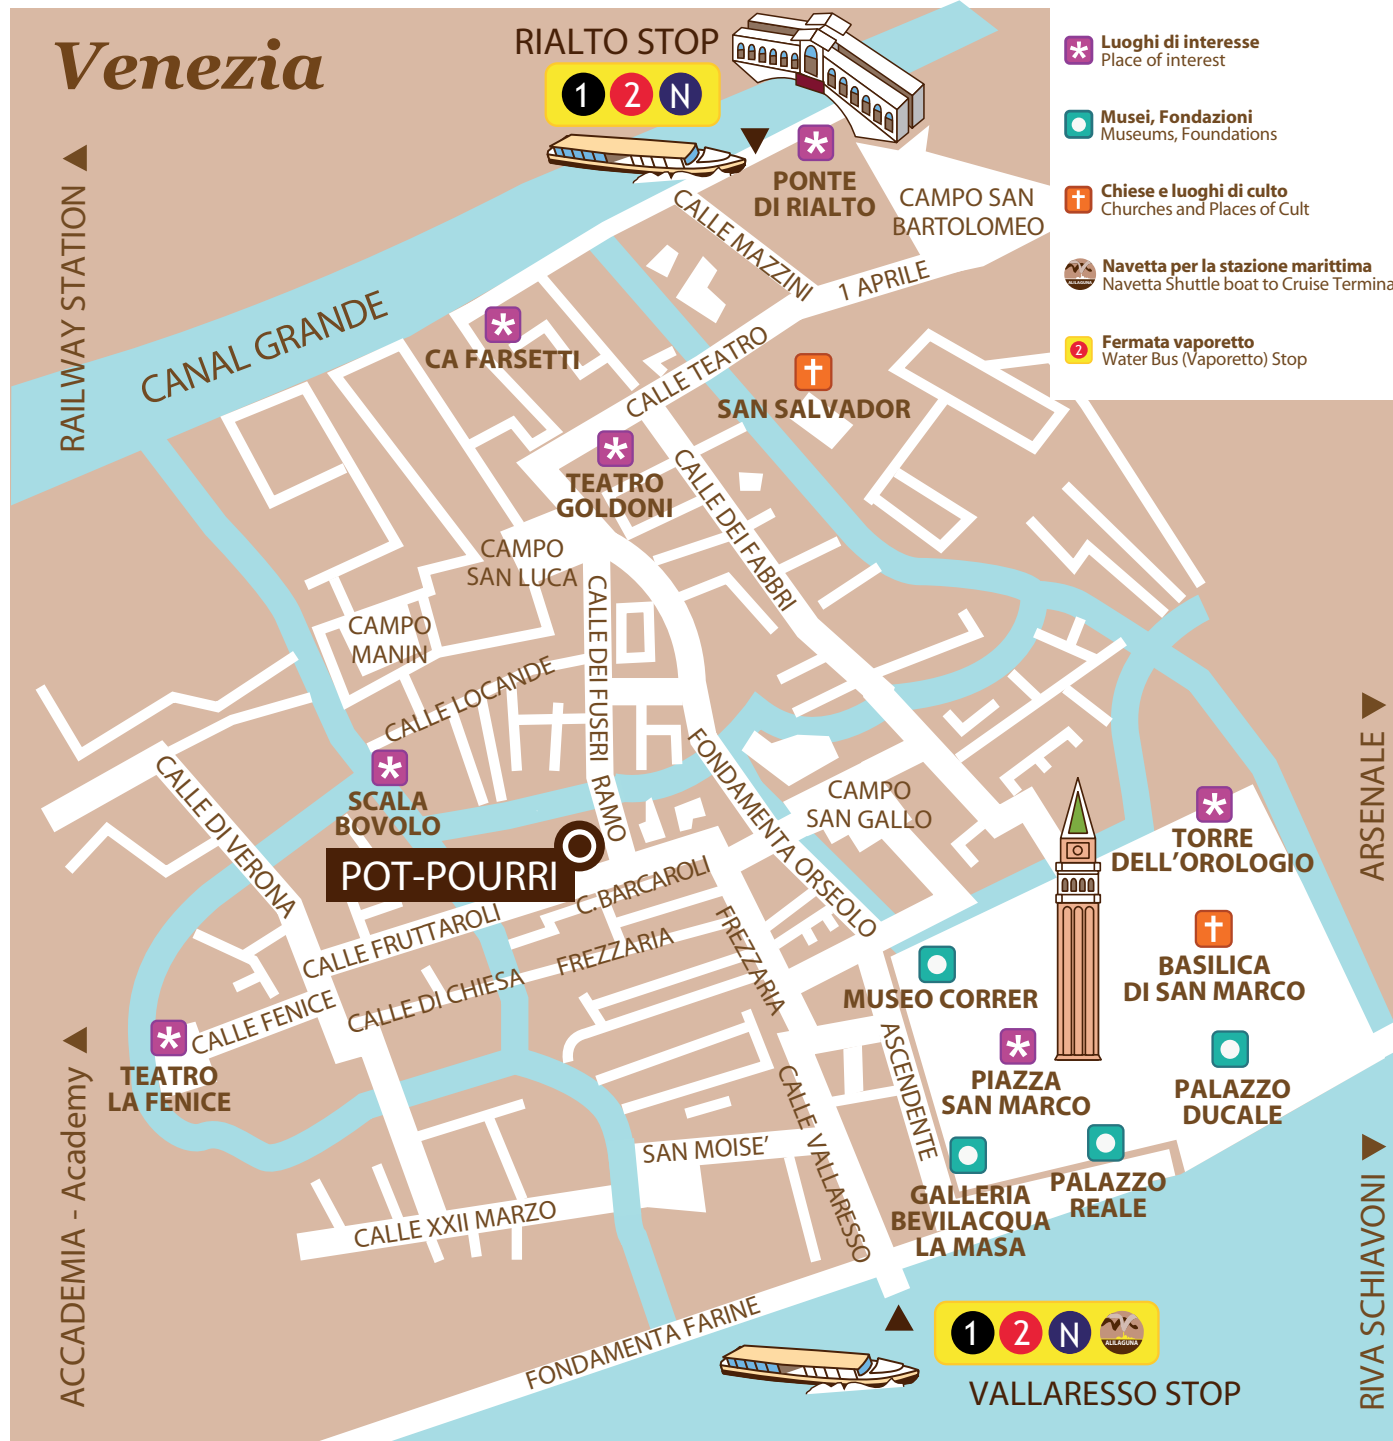 Venezia
RIALTO STOP
1 2 N
Luoghi di interesse
Place of interest
Musei, Fondazioni
Museums, Foundations
Chiese e luoghi di culto
Churches and Places of Cult
Navetta per la stazione marittima
Navetta Shuttle boat to Cruise Termina
ALILAGUNA
Fermata vaporetto
Water Bus (Vaporetto) Stop
2
RAILWAY STATION
PONTE
DI RIALTO
CAMPO SAN
BARTOLOMEO
CALLE MAZZINI
1 APRILE
CANAL GRANDE
CA FARSETTI
CALLE TEATRO
SAN SALVADOR
TEATRO
GOLDONI
CALLE DEI FABBRI
CAMPO
SAN LUCA
CALLE DEI FUSERI
CAMPO
MANIN
CALLE LOCANDE
SCALA
BOVOLO
RAMO
FONDAMENTA ORSEOLO
CAMPO
SAN GALLO
CALLE DI VERONA
POT-POURRI
C. BARCAROLI
CALLE FRUTTAROLI
FREZZARIA
FREZZARIA
CALLE DI CHIESA
CALLE FENICE
TEATRO
LA FENICE
TORRE
DELL'OROLOGIO
ARSENALE
BASILICA
DI SAN MARCO
MUSEO CORRER
PIAZZA
SAN MARCO
PALAZZO
DUCALE
ASCENDENTE
CALLE VALLARESSO
SAN MOISE'
CALLE XXII MARZO
GALLERIA
BEVILACQUA
LA MASA
PALAZZO
REALE
ACCADEMIA - Academy
RIVA SCHIAVONI
FONDAMENTA FARINE
1 2 N
ALILAGUNA
VALLARESSO STOP